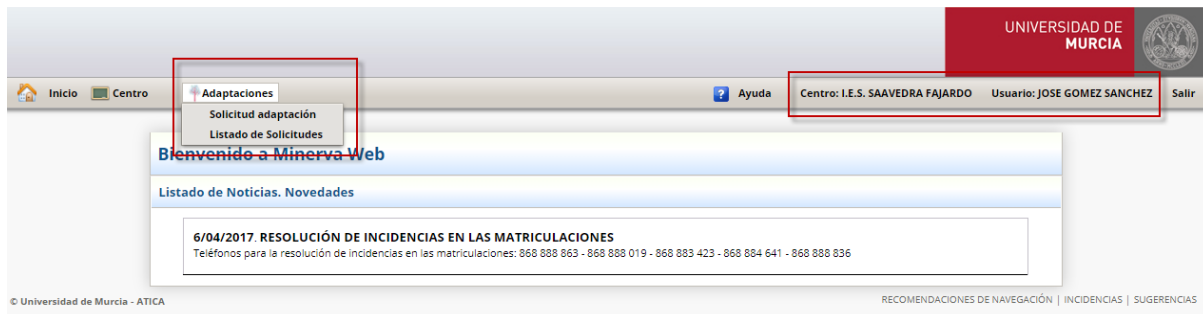 UNIVERSIDAD DE
MURCIA
Inicio Centro Adaptaciones Ayuda Centro: I.E.S. SAAVEDRA FAJARDO Usuario: JOSE GOMEZ SANCHEZ Salir
Solicitud adaptación
Listado de Solicitudes
Bienvenido a Minerva Web
Listado de Noticias. Novedades
6/04/2017. RESOLUCIÓN DE INCIDENCIAS EN LAS MATRICULACIONES
Teléfonos para la resolución de incidencias en las matriculaciones: 868 888 863 - 868 888 019 - 868 883 423 - 868 884 641 - 868 888 836
© Universidad de Murcia - ATICA RECOMENDACIONES DE NAVEGACIÓN | INCIDENCIAS | SUGERENCIAS